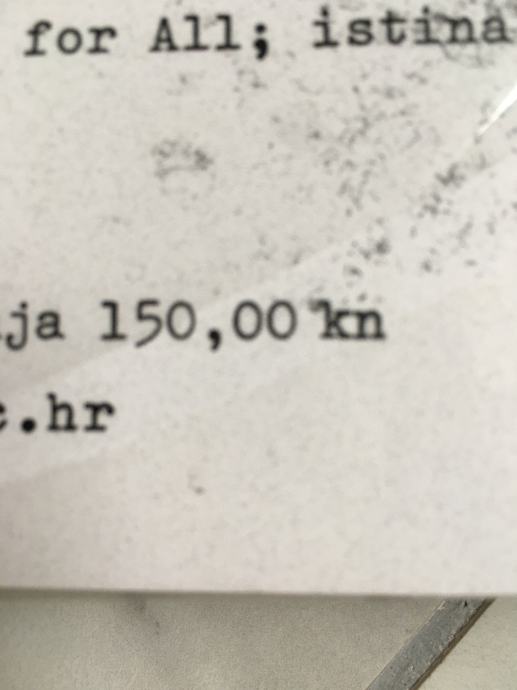 for All; istina
ja 150,00 kn
.hr